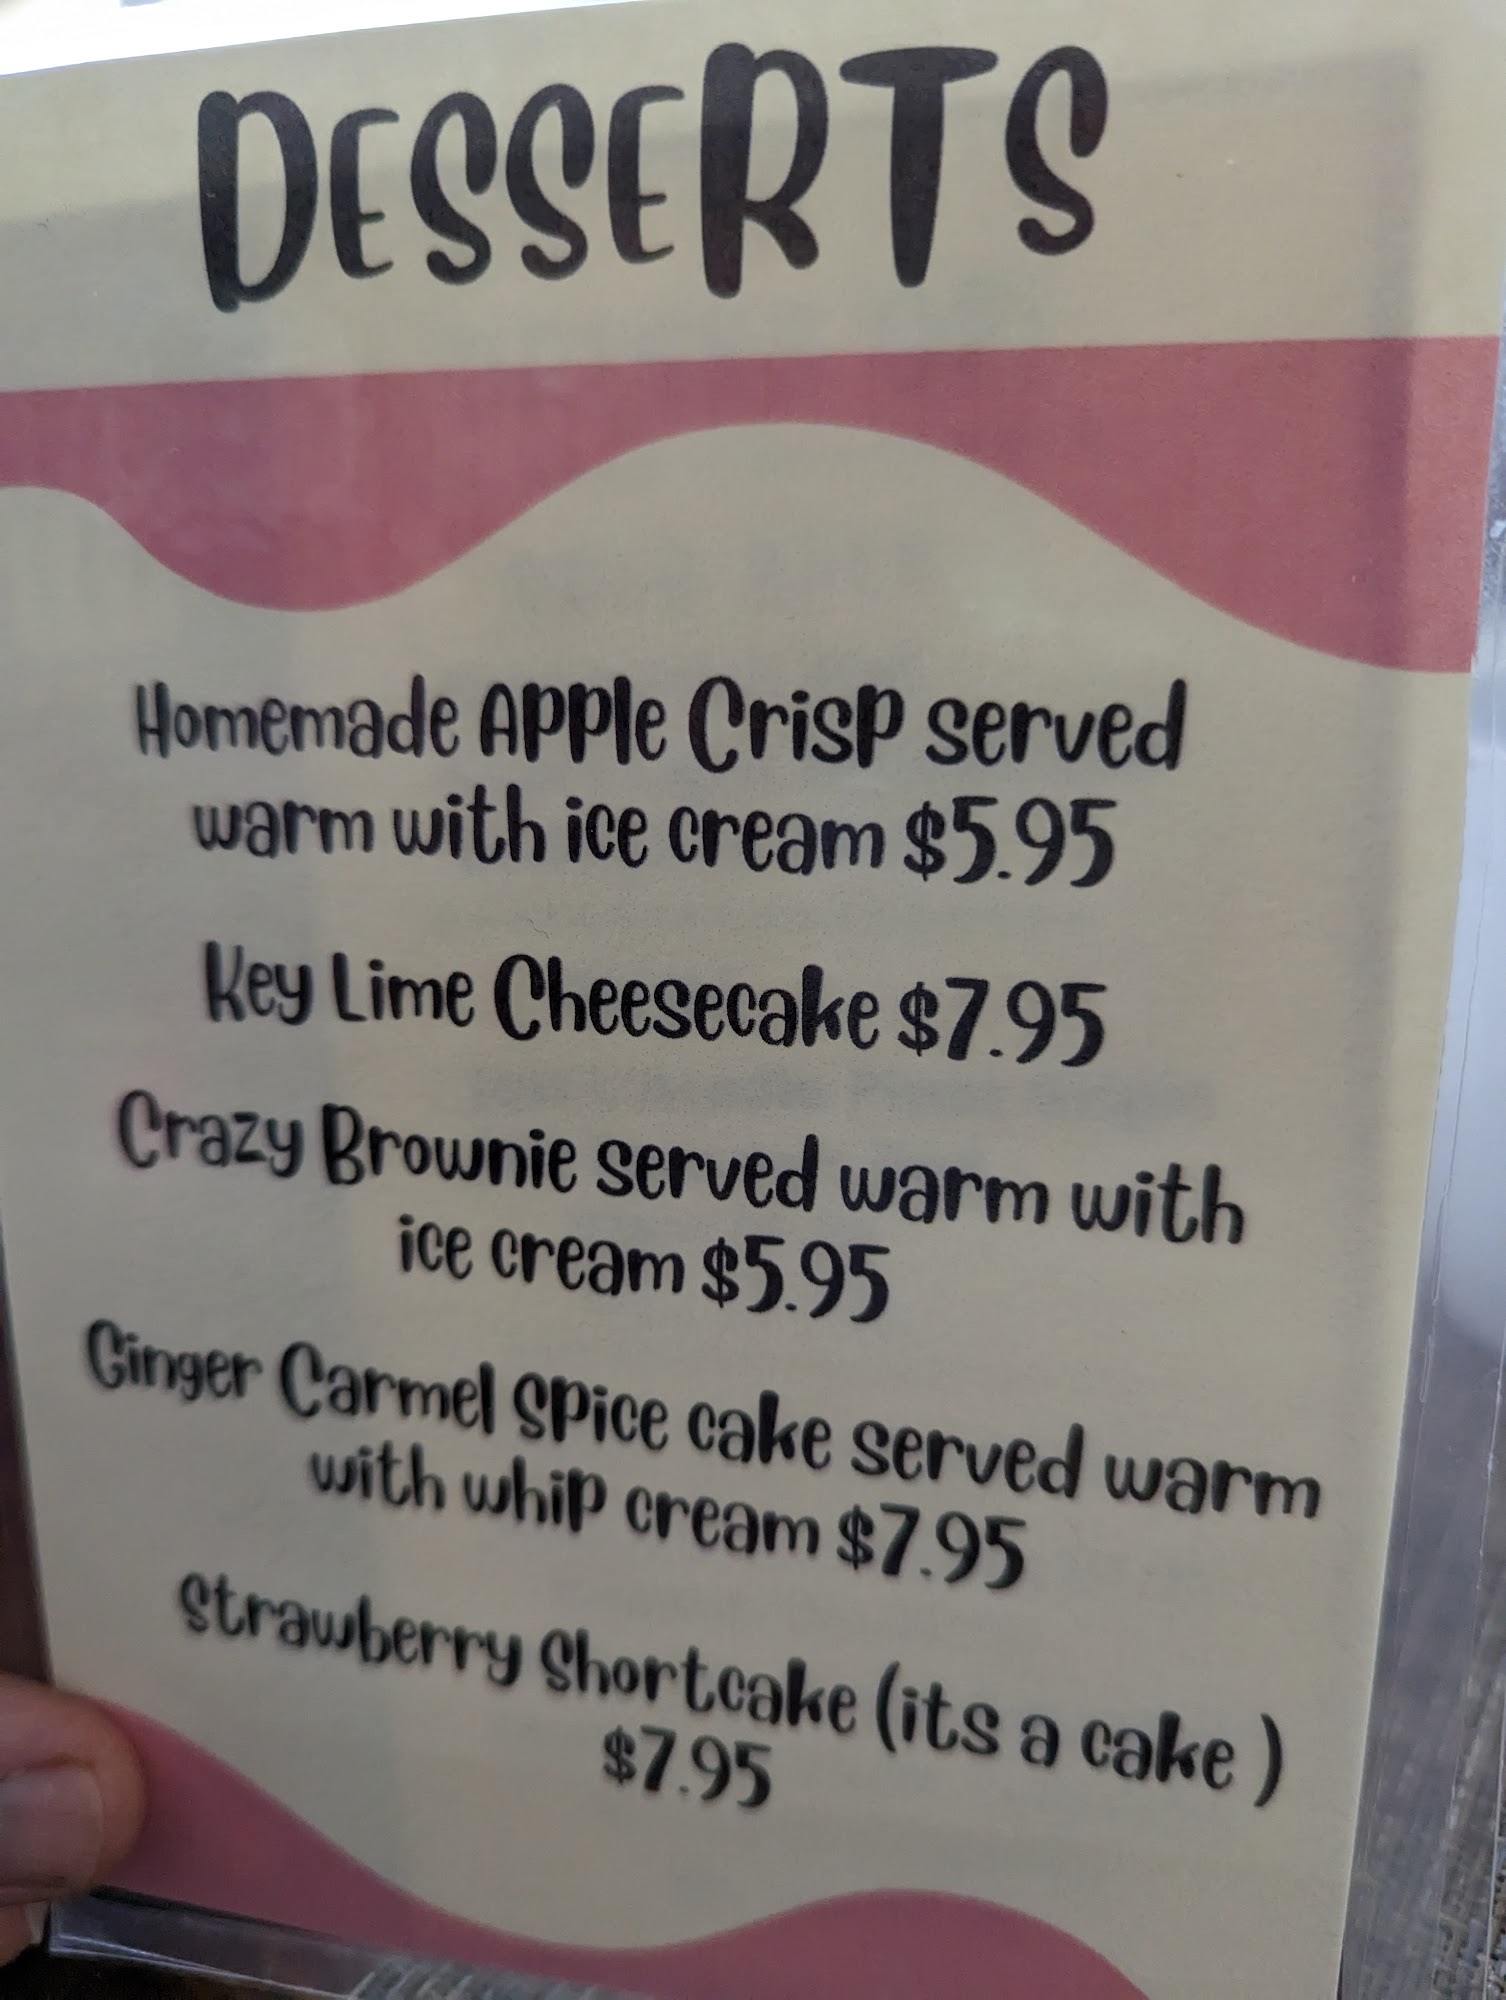 DESSERTS
Homemade Apple Crisp served
warm with ice cream $5.95
Key Lime Cheesecake $7.95
Crazy Brownie served warm with
ice cream $5.95
Ginger Carmel Spice cake served warm
with whip cream $7.95
Strawberry Shortcake (its a cake )
$7.95